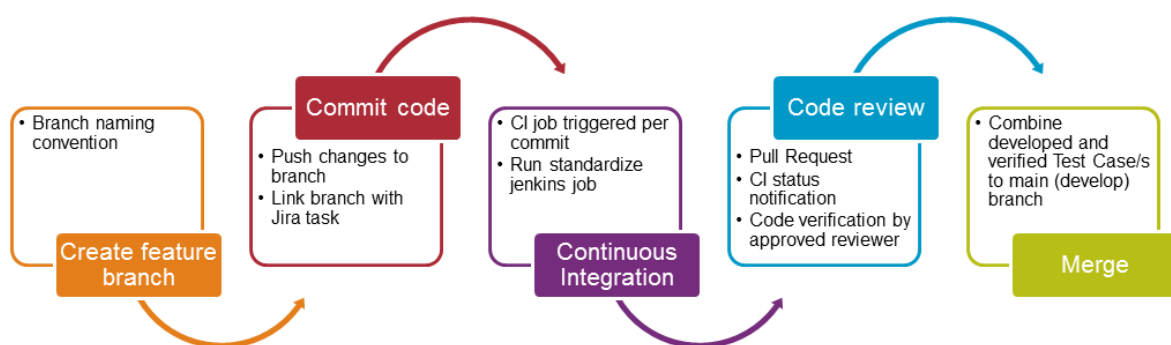 • Branch naming
convention
Create feature
branch
Commit code
• Push changes to
branch
• Link branch with
Jira task
• CI job triggered per
commit
• Run standardize
jenkins job
Continuous
Integration
Code review
• Pull Request
• CI status
notification
• Code verification by
approved reviewer
• Combine
developed and
verified Test Case/s
to main (develop)
branch
Merge